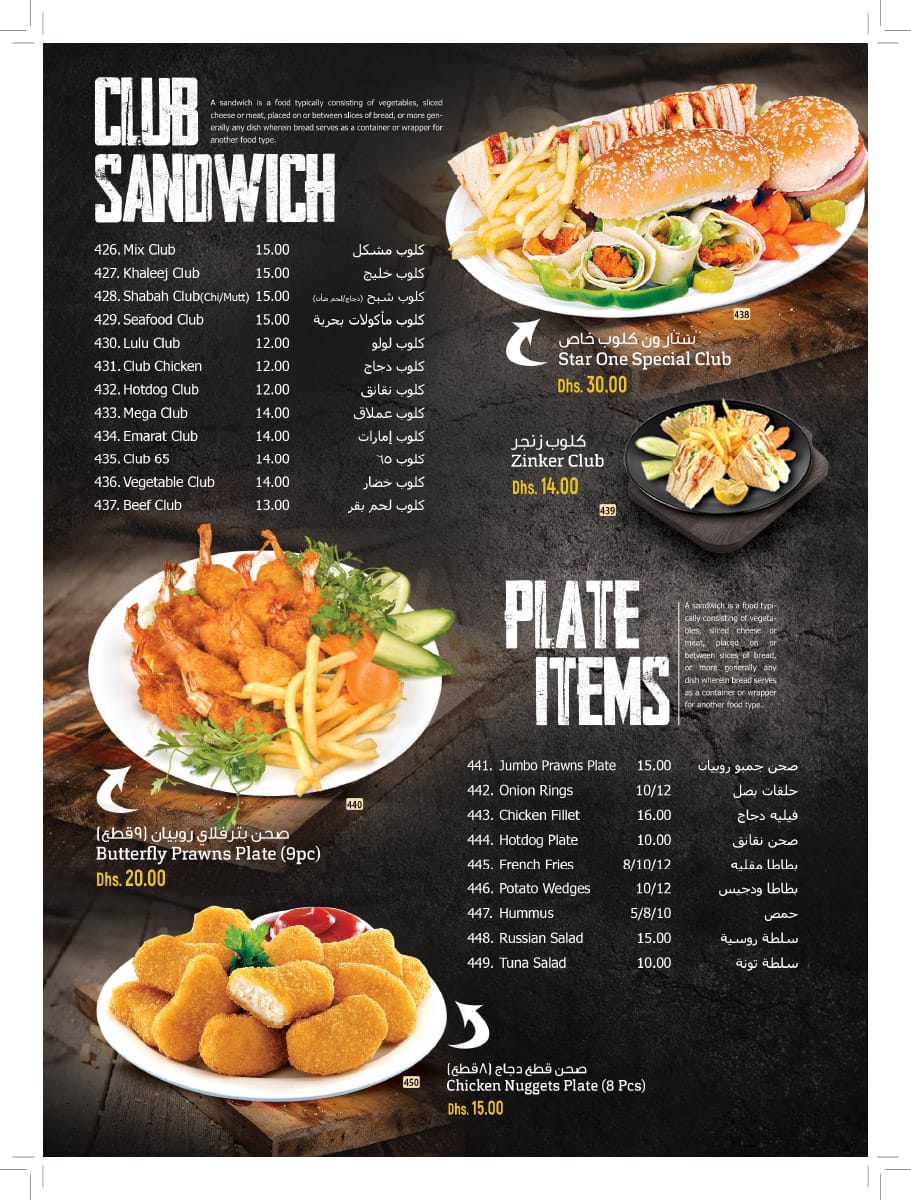 CLUB
SANDWICH
A sandwich is a food typically consisting of vegetables, sliced
cheese or meat, placed on or between slices of bread, or more gen-
erally any dish wherein bread serves as a container or wrapper for
another food type.
426. Mix Club 15.00 كلوب مشكل
427. Khaleej Club 15.00 كلوب خليج
428. Shabah Club(Chi/Mutt) 15.00 كلوب شبح (دجاج/لحم ضأن)
429. Seafood Club 15.00 كلوب مأكولات بحرية
430. Lulu Club 12.00 كلوب لولو
431. Club Chicken 12.00 كلوب دجاج
432. Hotdog Club 12.00 كلوب نقانق
433. Mega Club 14.00 كلوب عملاق
434. Emarat Club 14.00 كلوب إمارات
435. Club 65 14.00 كلوب ٦٥
436. Vegetable Club 14.00 كلوب خضار
437. Beef Club 13.00 كلوب لحم بقر
438
ستار ون كلوب خاص
Star One Special Club
Dhs. 30.00
كلوب زنجر
Zinker Club
Dhs. 14.00
439
440
صحن بترفلاي روبيان (٩قطع)
Butterfly Prawns Plate (9pc)
Dhs. 20.00
PLATE
ITEMS
A sandwich is a food typi-
cally consisting of vegeta-
bles, sliced cheese or
meat, placed on or
between slices of bread,
or more generally any
dish wherein bread serves
as a container or wrapper
for another food type.
441. Jumbo Prawns Plate 15.00 صحن جمبو روبيان
442. Onion Rings 10/12 حلقات بصل
443. Chicken Fillet 16.00 فيليه دجاج
444. Hotdog Plate 10.00 صحن نقانق
445. French Fries 8/10/12 بطاطا مقليه
446. Potato Wedges 10/12 بطاطا ودجيس
447. Hummus 5/8/10 حمص
448. Russian Salad 15.00 سلطة روسية
449. Tuna Salad 10.00 سلطة تونة
450
صحن قطع دجاج (٨قطع)
Chicken Nuggets Plate (8 Pcs)
Dhs. 15.00